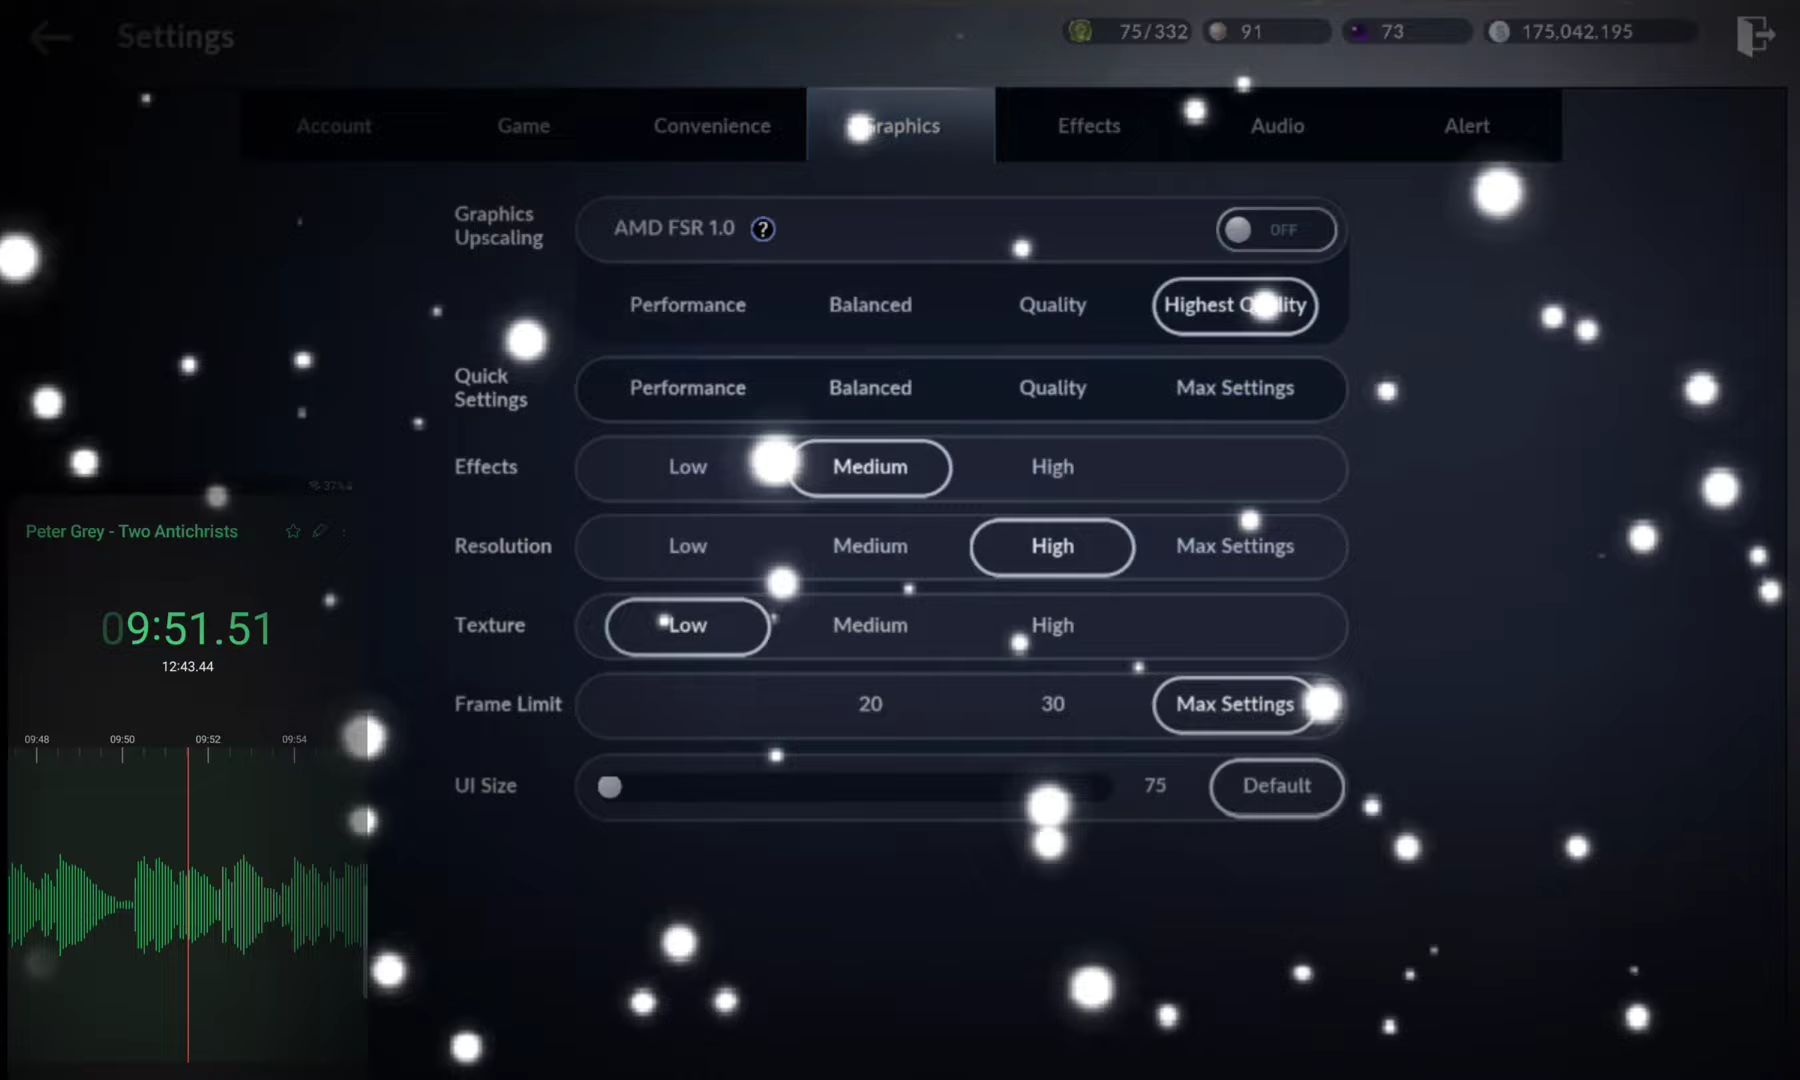 Settings
75/332
91
73
175,042,195
Account
Game
Convenience
Graphics
Effects
Audio
Alert
Graphics
Upscaling
AMD FSR 1.0 ?
OFF
Performance
Balanced
Quality
Highest Quality
Quick
Settings
Performance
Balanced
Quality
Max Settings
Effects
Low
Medium
High
Resolution
Low
Medium
High
Max Settings
Texture
Low
Medium
High
Frame Limit
20
30
Max Settings
UI Size
75
Default
Peter Grey - Two Antichrists
09:51.51
12:43.44
09:48
09:50
09:52
09:54